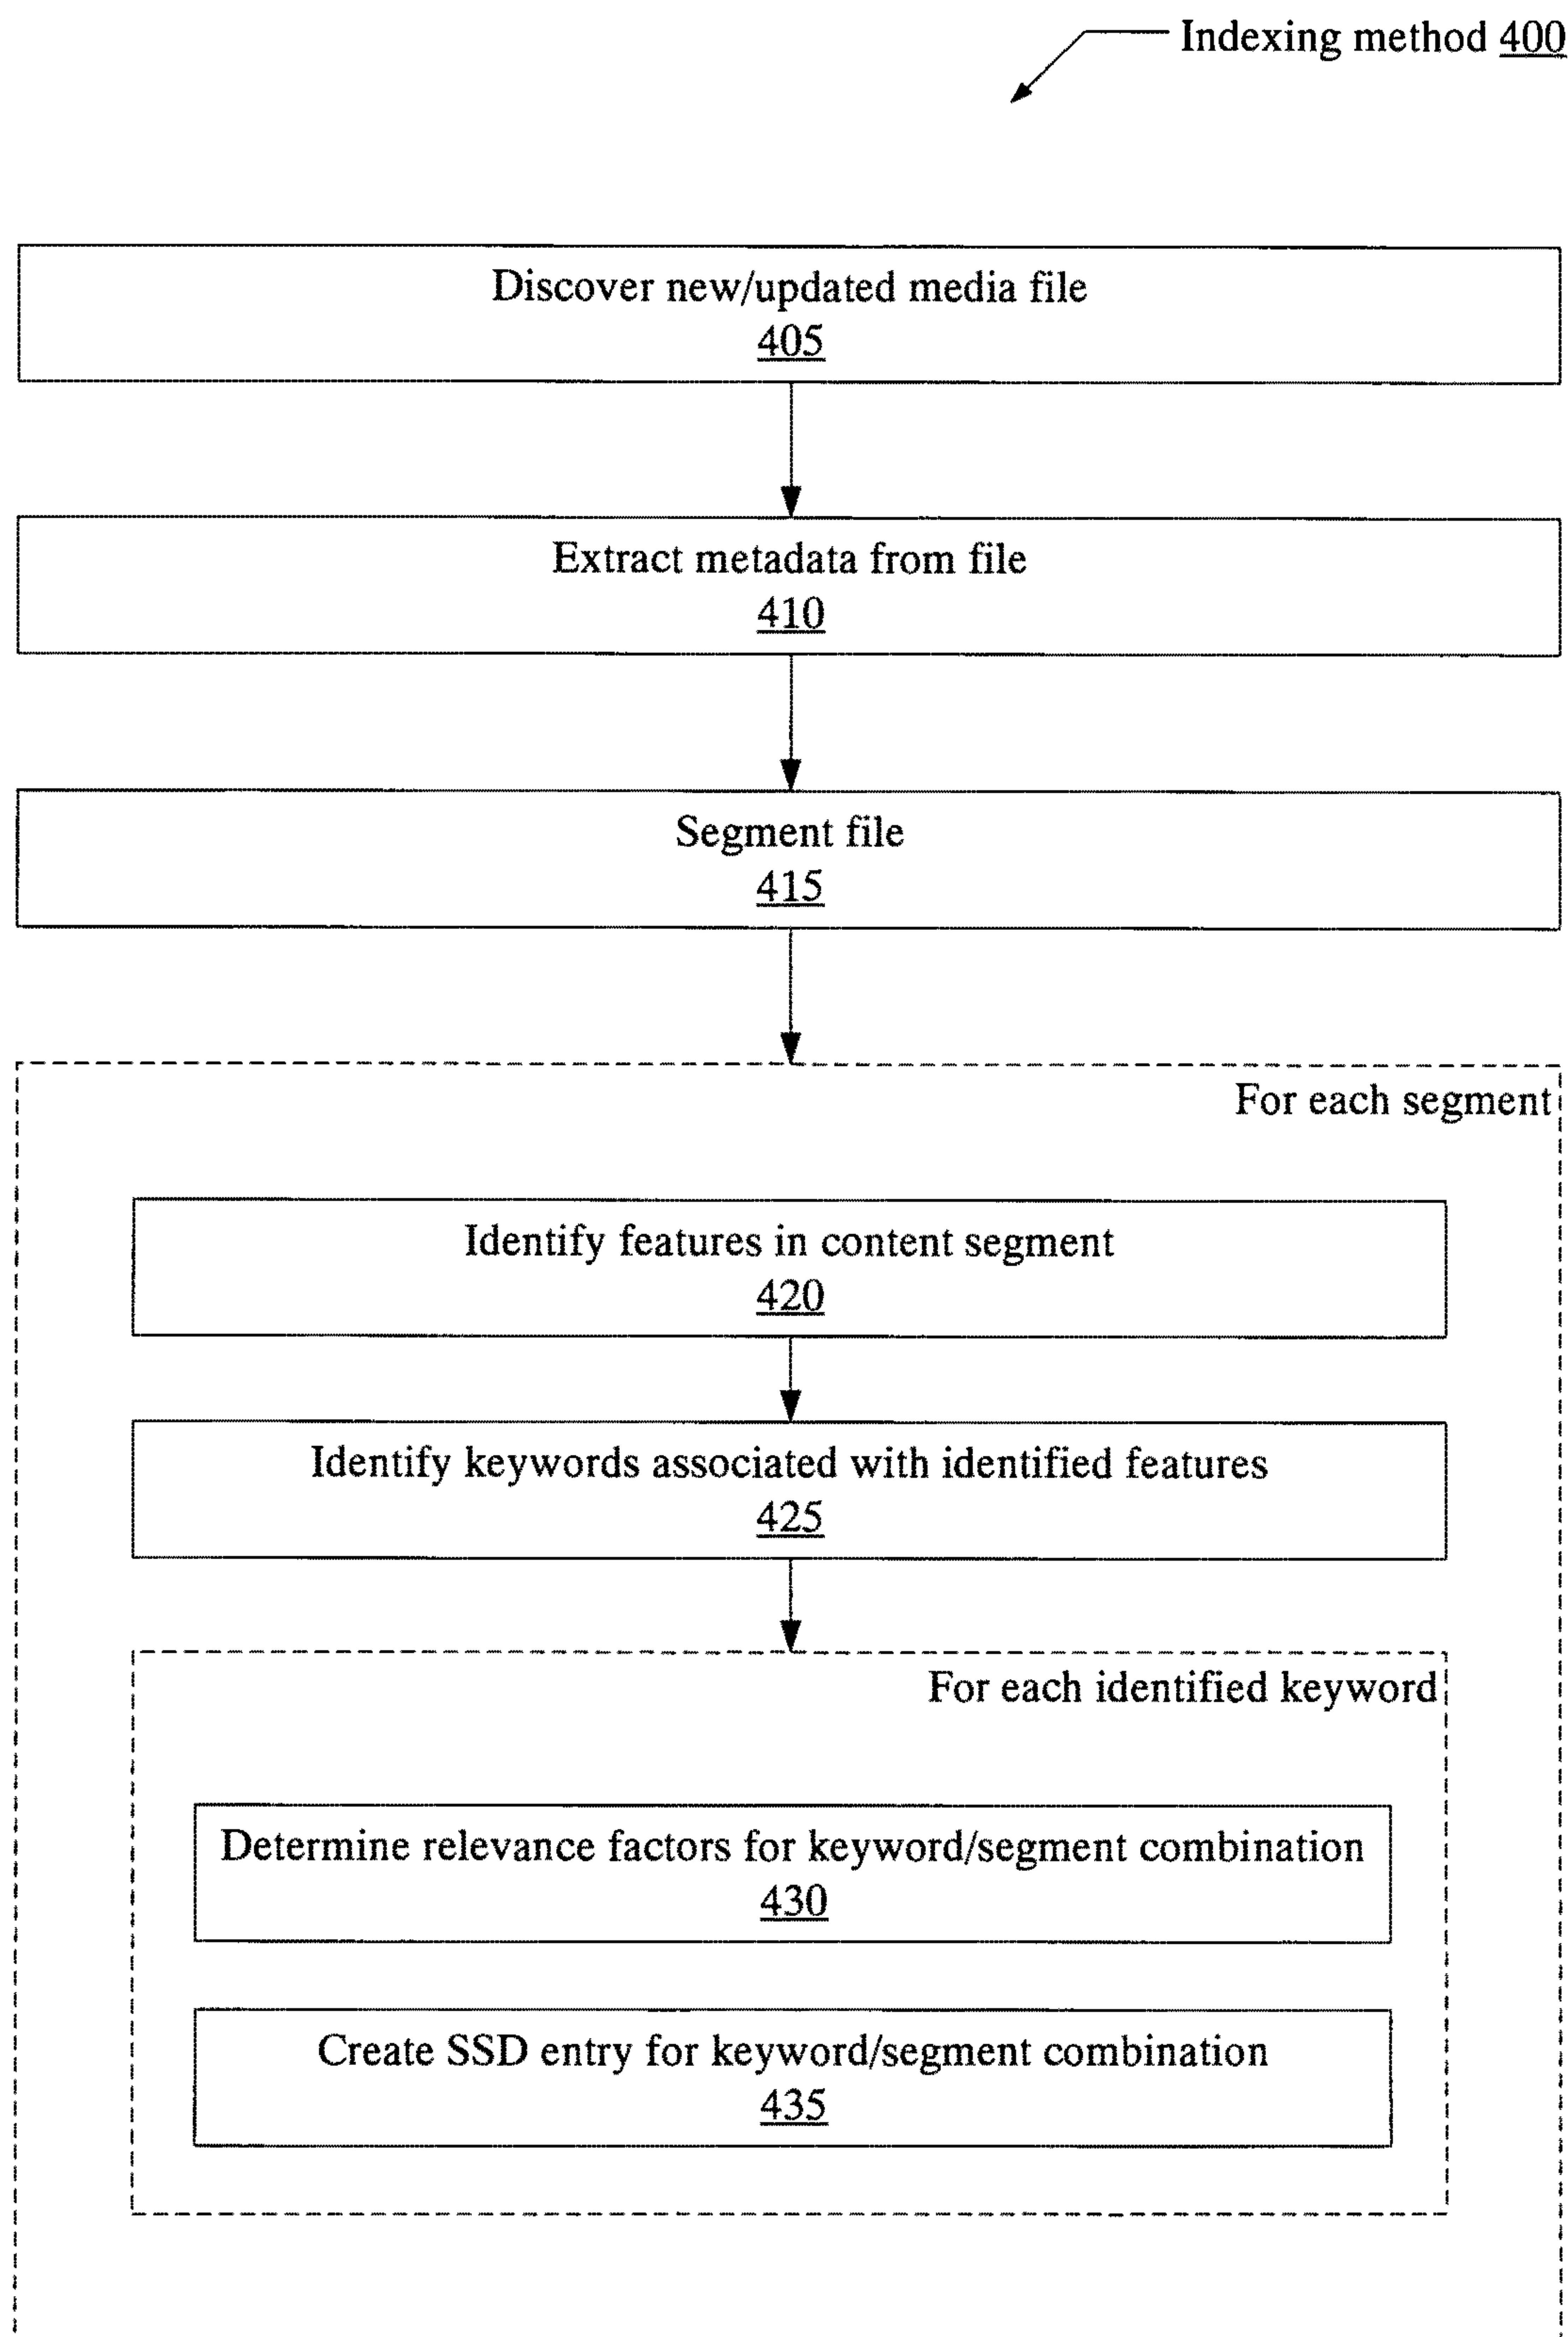 Indexing method 400
Discover new/updated media file
405
Extract metadata from file
410
Segment file
415
For each segment
Identify features in content segment
420
Identify keywords associated with identified features
425
For each identified keyword
Determine relevance factors for keyword/segment combination
430
Create SSD entry for keyword/segment combination
435